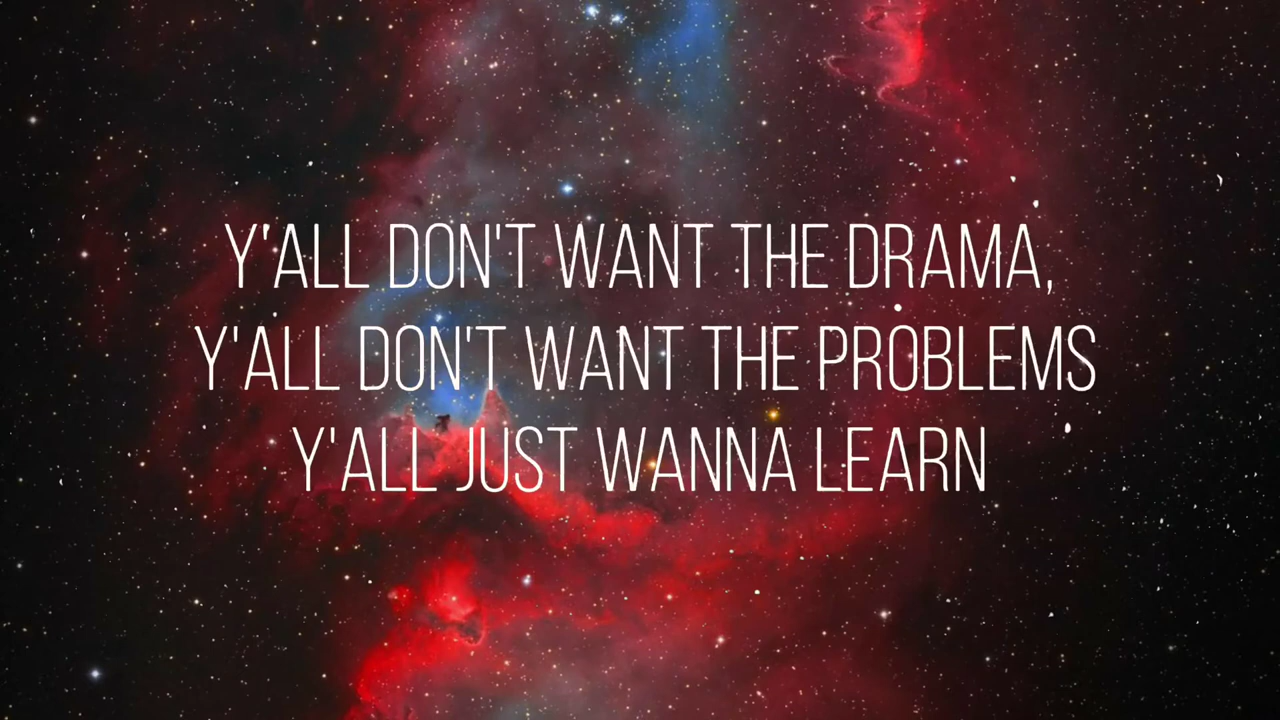 Y'ALL DON'T WANT THE DRAMA,
Y'ALL DON'T WANT THE PROBLEMS
Y'ALL JUST WANNA LEARN